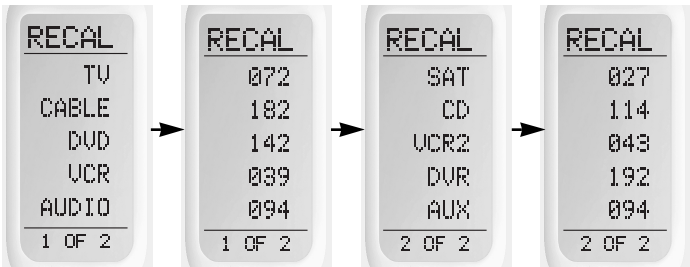 RECAL
TV
CABLE
DVD
VCR
AUDIO
1 OF 2
RECAL
072
182
142
039
094
1 OF 2
RECAL
SAT
CD
VCR2
DVR
AUX
2 OF 2
RECAL
027
114
043
192
094
2 OF 2